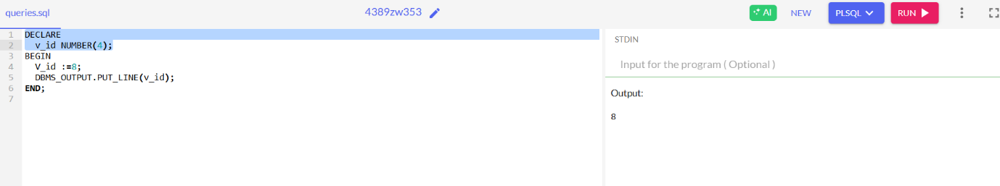 queries.sql 4389zw353 AI NEW PLSQL RUN
1 DECLARE
2 v_id NUMBER(4);
3 BEGIN
4 V_id :=8;
5 DBMS_OUTPUT.PUT_LINE(v_id);
6 END;
7
STDIN
Input for the program ( Optional )
Output:
8